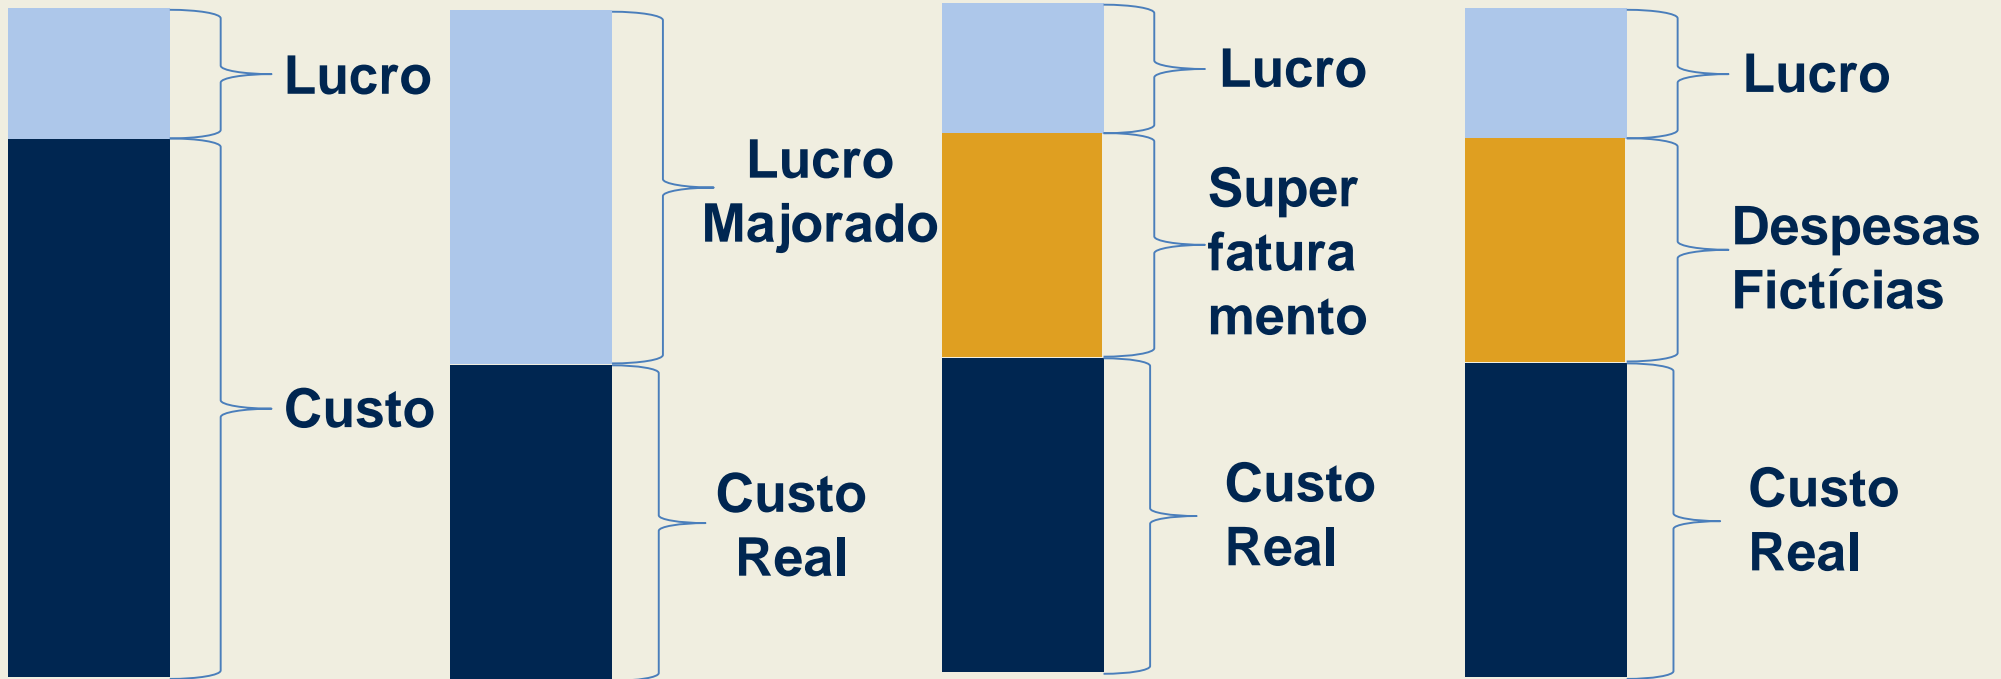 Lucro
Custo
Lucro
Majorado
Custo
Real
Lucro
Super
fatura
mento
Custo
Real
Lucro
Despesas
Fictícias
Custo
Real